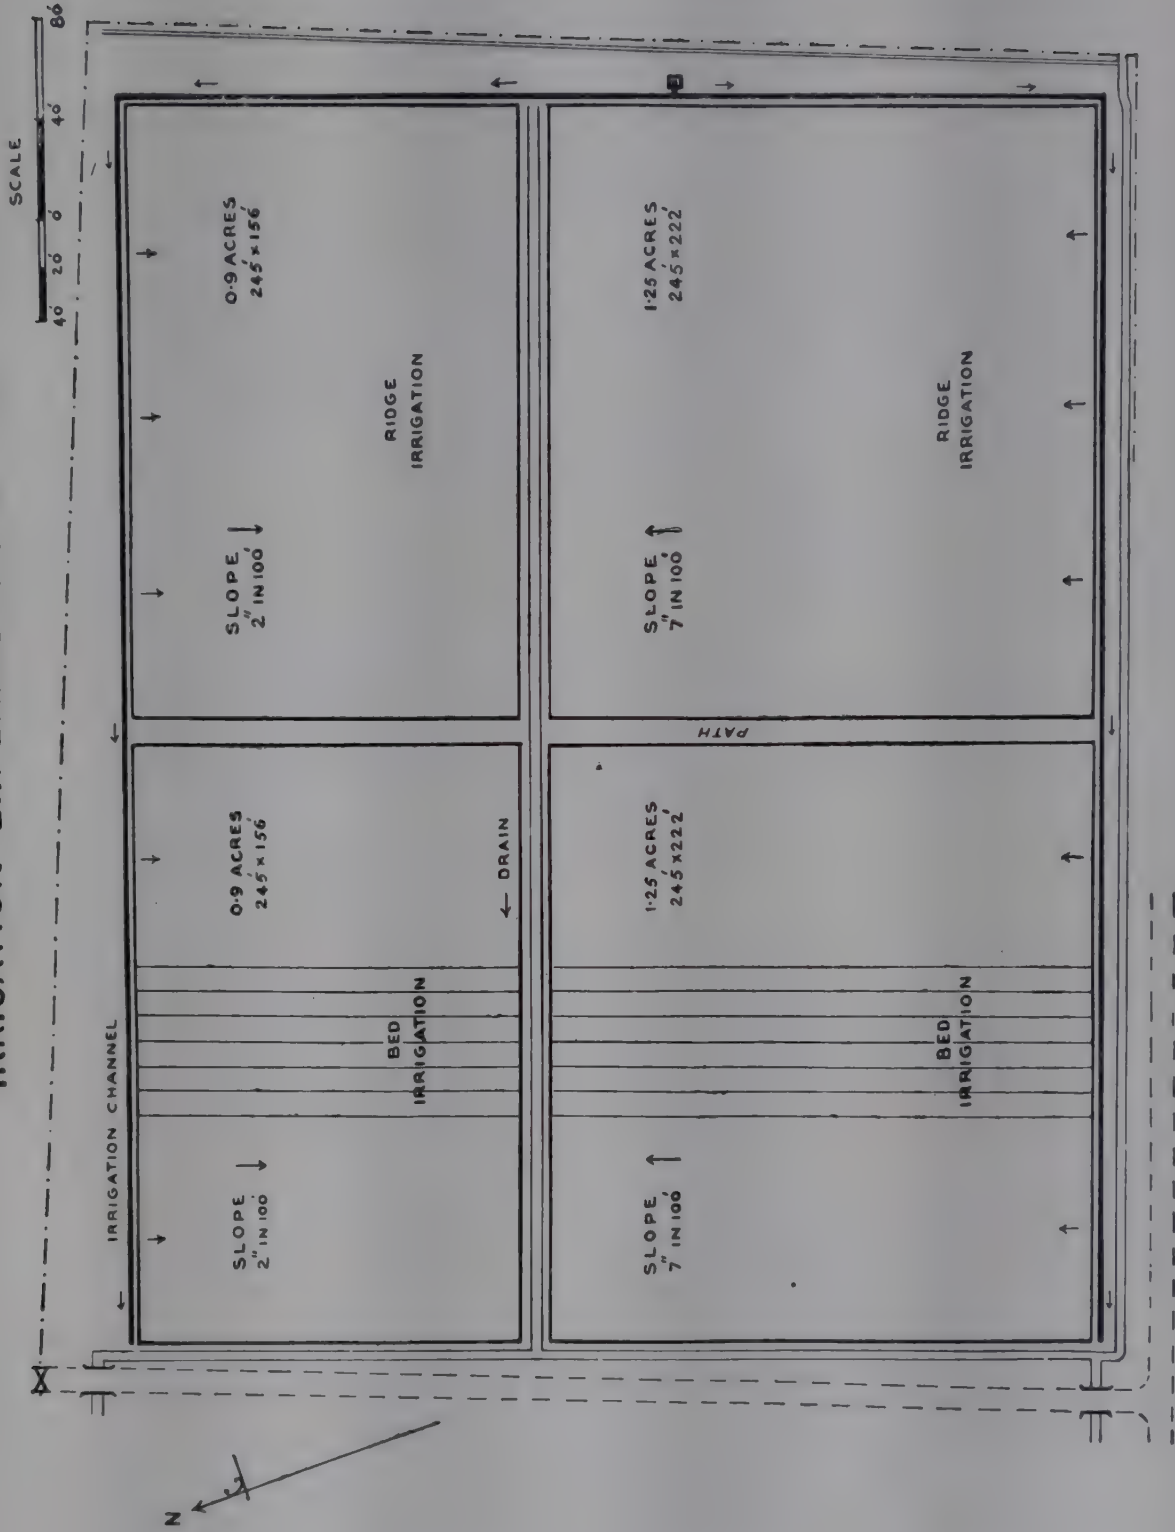 SCALE
40' 20' 0' 40' 80'
IRRIGATION CHANNEL
SLOPE
2" IN 100'
BED
IRRIGATION
0·9 ACRES
245' × 156'
← DRAIN
SLOPE
2" IN 100'
RIDGE
IRRIGATION
0·9 ACRES
245' × 156'
SLOPE
7" IN 100'
BED
IRRIGATION
1·25 ACRES
245' × 222'
PATH
SLOPE
7" IN 100'
RIDGE
IRRIGATION
1·25 ACRES
245' × 222'
N